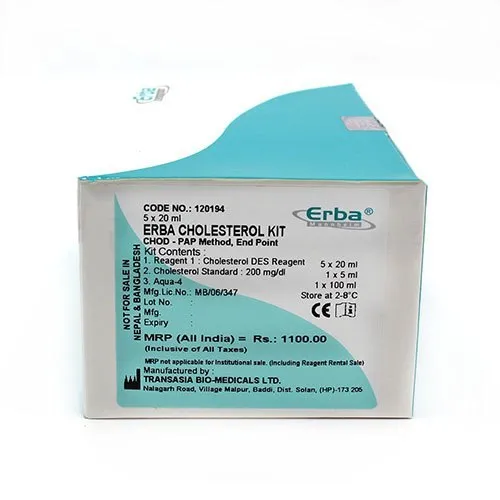 Erba
CODE NO.: 120194
5 x 20 ml
ERBA CHOLESTEROL KIT
CHOD - PAP Method, End Point
Kit Contents :
1. Reagent 1 : Cholesterol DES Reagent 5 x 20 ml
2. Cholesterol Standard : 200 mg/dl 1 x 5 ml
3. Aqua-4 1 x 100 ml
Mfg.Lic.No.: MB/06/347 Store at 2-8°C
Lot No. :
Mfg :
Expiry :
CE
MRP (All India) = Rs.: 1100.00
(Inclusive of All Taxes)
MRP not applicable for Institutional sale, (Including Reagent Rental Sale)
Manufactured by :
TRANSASIA BIO-MEDICALS LTD.
Nalagarh Road, Village Malpur, Baddi, Dist. Solan, (HP)-173 205
Erba®
Mannheim
NOT FOR SALE IN
NEPAL & BANGLADESH